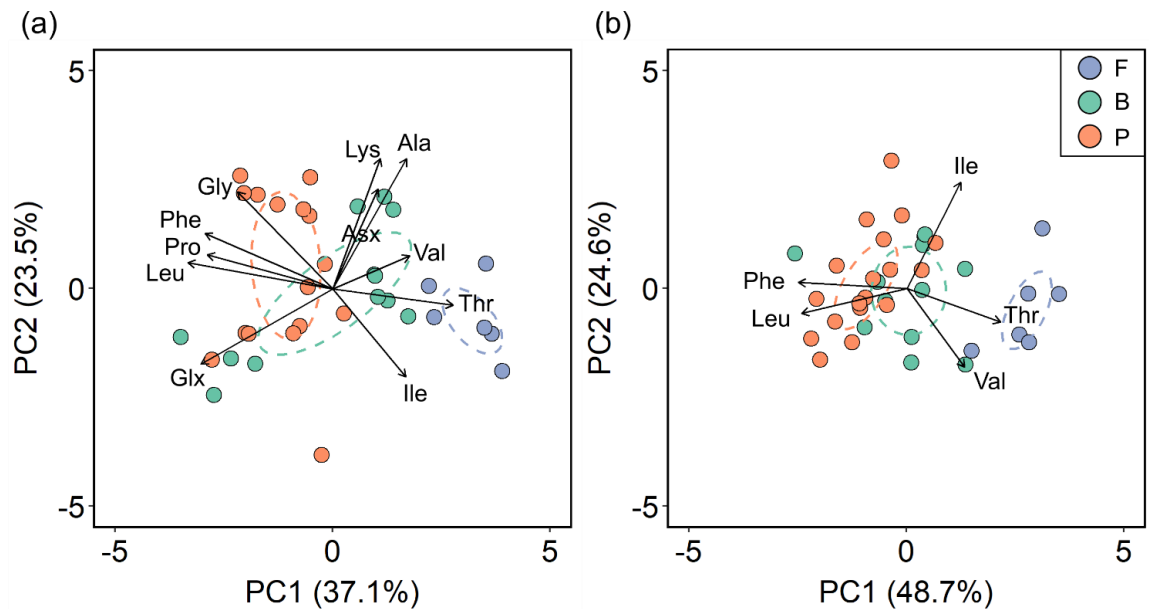 (a)
5
0
-5
PC2 (23.5%)
Lys
Ala
Gly
Phe
Pro
Leu
Asx
Val
Thr
Glx
Ile
-5
0
5
PC1 (37.1%)
(b)
5
0
-5
PC2 (24.6%)
F
B
P
Ile
Phe
Leu
Thr
Val
-5
0
5
PC1 (48.7%)